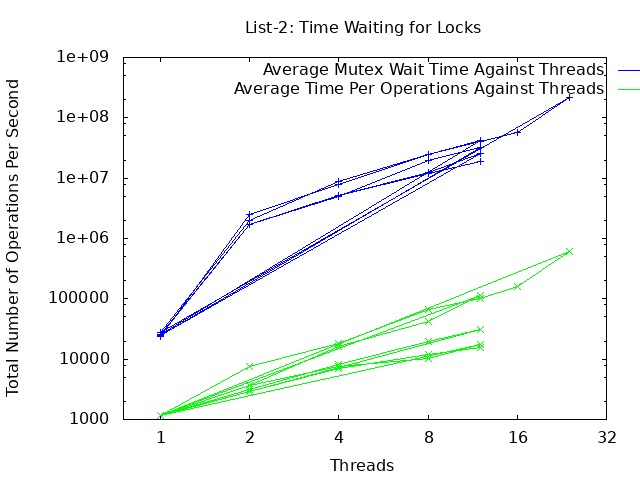 List-2: Time Waiting for Locks
1e+09
Average Mutex Wait Time Against Threads
Average Time Per Operations Against Threads
1e+08
1e+07
1e+06
100000
10000
1000
Total Number of Operations Per Second
1 2 4 8 16 32
Threads